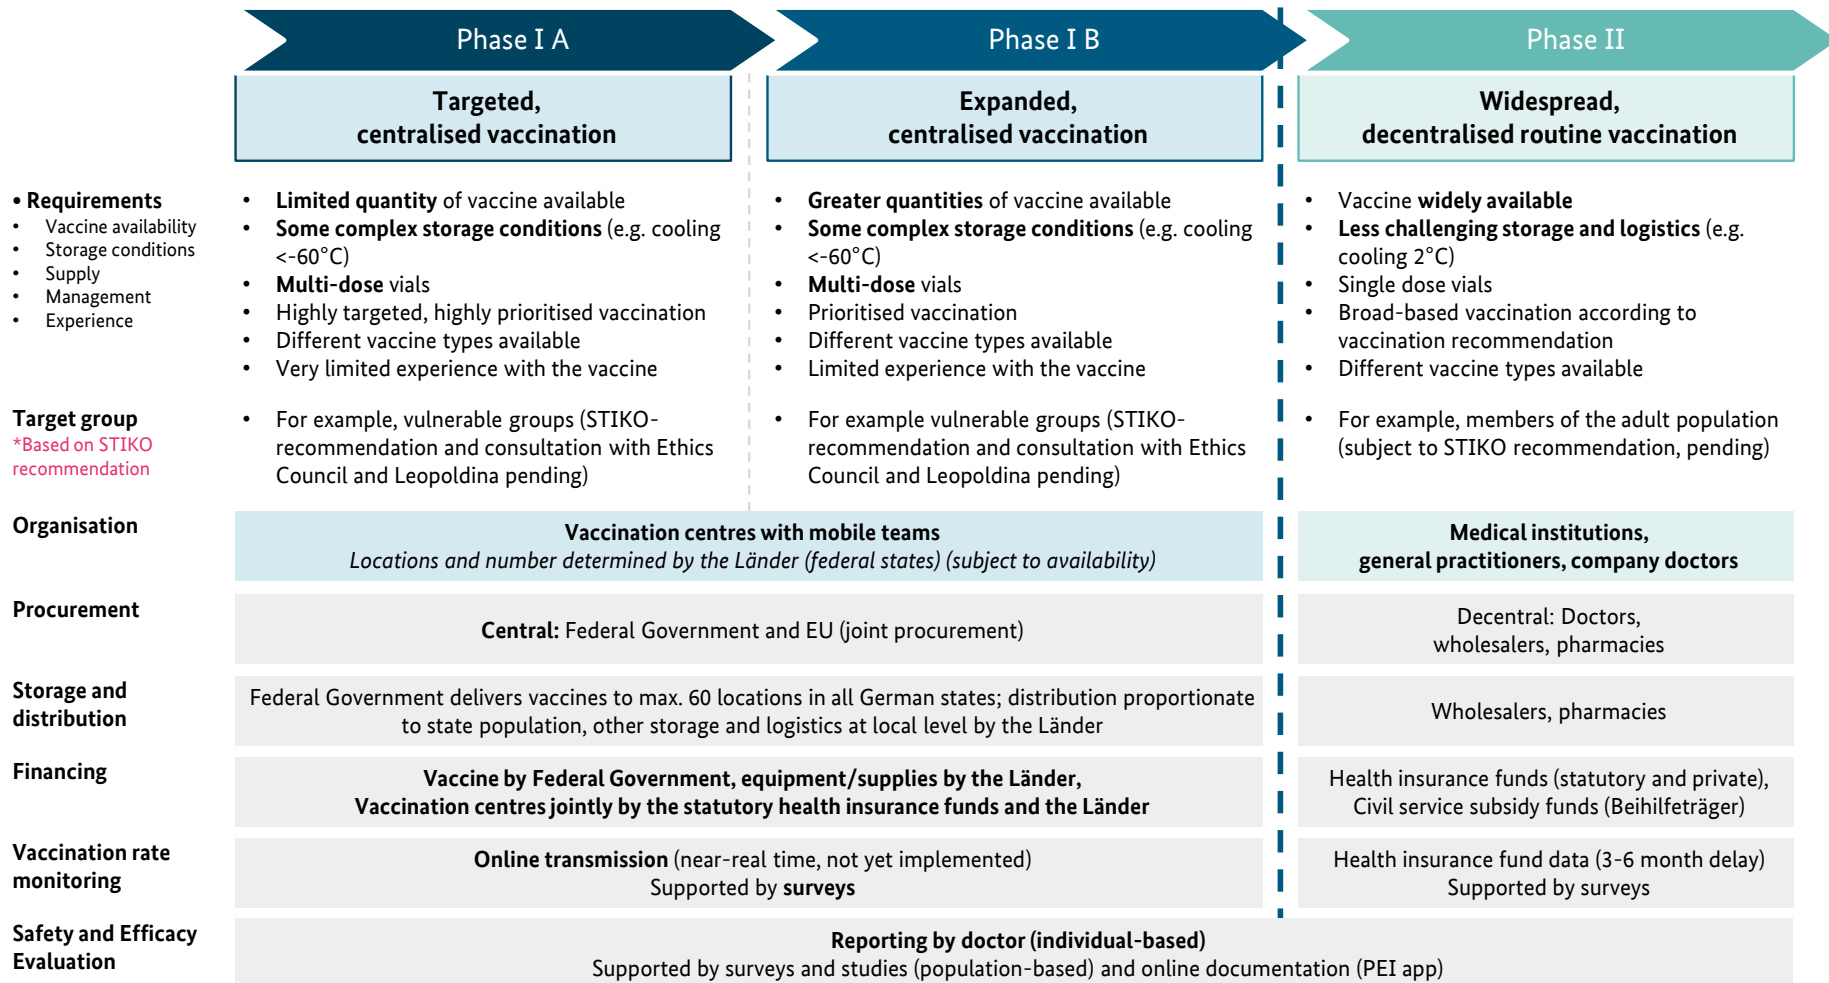 Phase I A
Phase I B
Phase II
Targeted,
centralised vaccination
Expanded,
centralised vaccination
Widespread,
decentralised routine vaccination
• Requirements
• Vaccine availability
• Storage conditions
• Supply
• Management
• Experience
• Limited quantity of vaccine available
• Some complex storage conditions (e.g. cooling
<-60°C)
• Multi-dose vials
• Highly targeted, highly prioritised vaccination
• Different vaccine types available
• Very limited experience with the vaccine
• Greater quantities of vaccine available
• Some complex storage conditions (e.g. cooling
<-60°C)
• Multi-dose vials
• Prioritised vaccination
• Different vaccine types available
• Limited experience with the vaccine
• Vaccine widely available
• Less challenging storage and logistics (e.g.
cooling 2°C)
• Single dose vials
• Broad-based vaccination according to
vaccination recommendation
• Different vaccine types available
Target group
*Based on STIKO
recommendation
• For example, vulnerable groups (STIKO-
recommendation and consultation with Ethics
Council and Leopoldina pending)
• For example vulnerable groups (STIKO-
recommendation and consultation with Ethics
Council and Leopoldina pending)
• For example, members of the adult population
(subject to STIKO recommendation, pending)
Organisation
Vaccination centres with mobile teams
Locations and number determined by the Länder (federal states) (subject to availability)
Medical institutions,
general practitioners, company doctors
Procurement
Central: Federal Government and EU (joint procurement)
Decentral: Doctors,
wholesalers, pharmacies
Storage and
distribution
Federal Government delivers vaccines to max. 60 locations in all German states; distribution proportionate
to state population, other storage and logistics at local level by the Länder
Wholesalers, pharmacies
Financing
Vaccine by Federal Government, equipment/supplies by the Länder,
Vaccination centres jointly by the statutory health insurance funds and the Länder
Health insurance funds (statutory and private),
Civil service subsidy funds (Beihilfeträger)
Vaccination rate
monitoring
Online transmission (near-real time, not yet implemented)
Supported by surveys
Health insurance fund data (3-6 month delay)
Supported by surveys
Safety and Efficacy
Evaluation
Reporting by doctor (individual-based)
Supported by surveys and studies (population-based) and online documentation (PEI app)